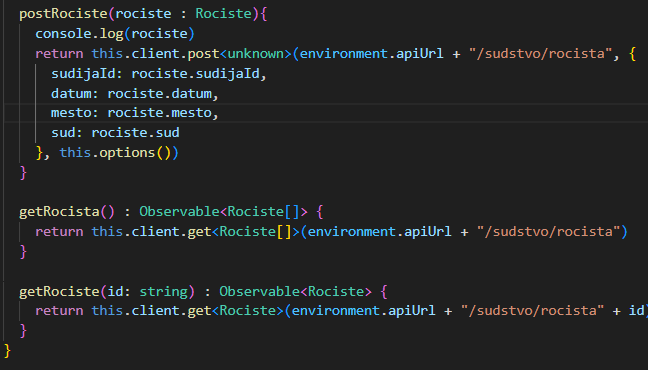 postRociste(rociste : Rociste){
console.log(rociste)
return this.client.post<unknown>(environment.apiUrl + "/sudstvo/rocista", {
sudijaId: rociste.sudijaId,
datum: rociste.datum,
mesto: rociste.mesto,
sud: rociste.sud
}, this.options())
}
getRocista() : Observable<Rociste[]> {
return this.client.get<Rociste[]>(environment.apiUrl + "/sudstvo/rocista")
}
getRociste(id: string) : Observable<Rociste> {
return this.client.get<Rociste>(environment.apiUrl + "/sudstvo/rocista" + id)
}
}